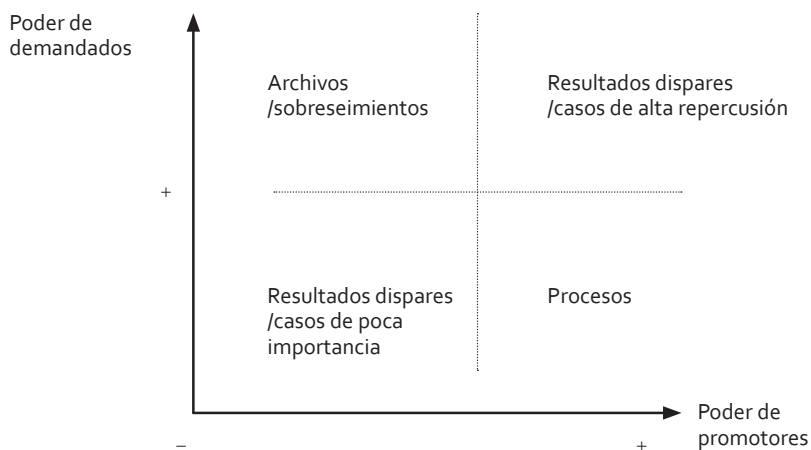 Poder de
demandados
Archivos
/sobreseimientos
Resultados dispares
/casos de alta repercusión
+
Resultados dispares
/casos de poca
importancia
Procesos
Poder de
promotores
–
+